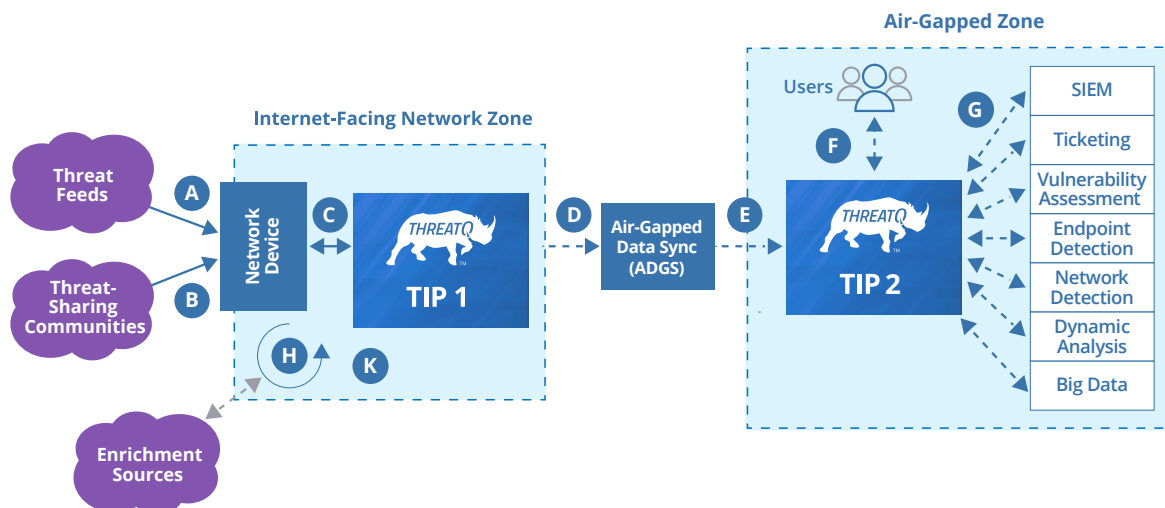 Air-Gapped Zone
Internet-Facing Network Zone
Users
F
G
SIEM
Ticketing
Vulnerability
Assessment
Endpoint
Detection
Network
Detection
Dynamic
Analysis
Big Data
Threat
Feeds
A
Threat-
Sharing
Communities
B
Network
Device
C
THREATQ
TM
TIP 1
D
Air-Gapped
Data Sync
(ADGS)
E
THREATQ
TM
TIP 2
H
K
Enrichment
Sources